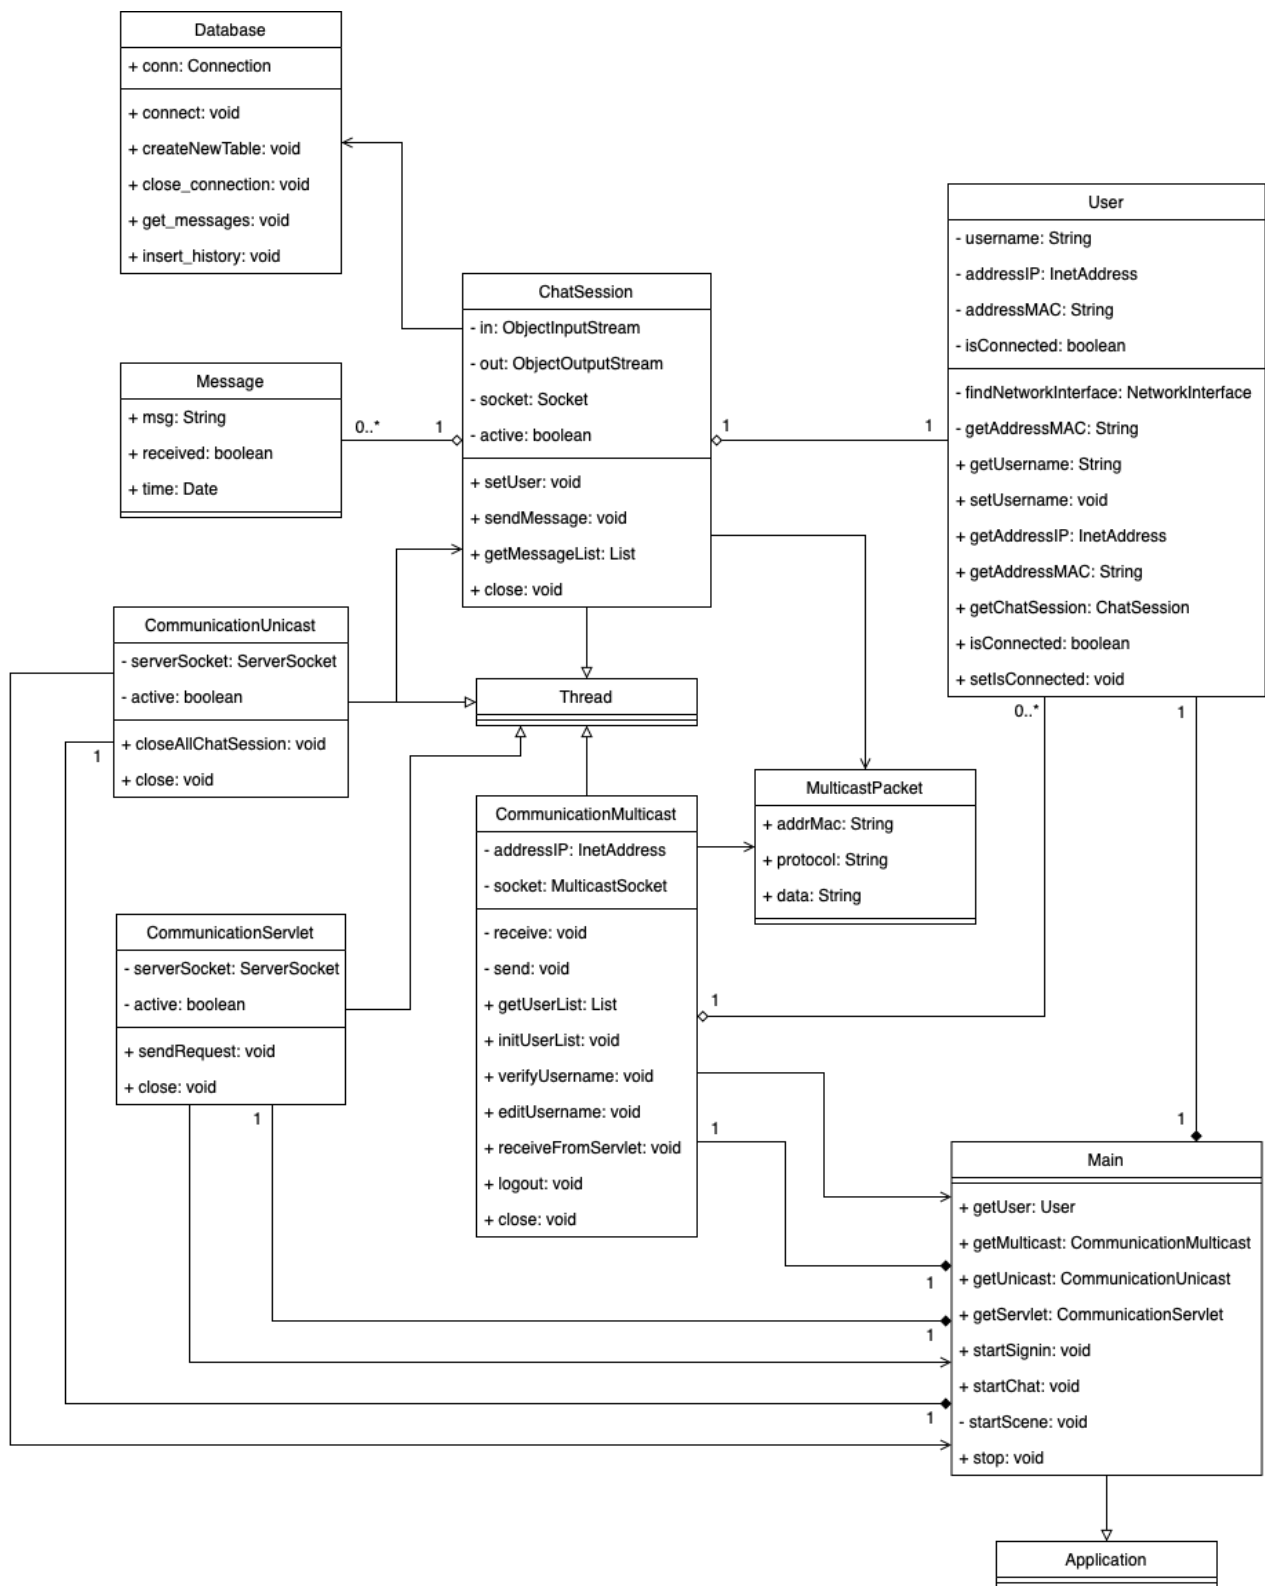 Database
+ conn: Connection
+ connect: void
+ createNewTable: void
+ close_connection: void
+ get_messages: void
+ insert_history: void
User
- username: String
- addressIP: InetAddress
- addressMAC: String
- isConnected: boolean
- findNetworkInterface: NetworkInterface
- getAddressMAC: String
+ getUsername: String
+ setUsername: void
+ getAddressIP: InetAddress
+ getAddressMAC: String
+ getChatSession: ChatSession
+ isConnected: boolean
+ setIsConnected: void
ChatSession
- in: ObjectInputStream
- out: ObjectOutputStream
- socket: Socket
- active: boolean
+ setUser: void
+ sendMessage: void
+ getMessageList: List
+ close: void
Message
+ msg: String
+ received: boolean
+ time: Date
0..*
1
1
1
CommunicationUnicast
- serverSocket: ServerSocket
- active: boolean
+ closeAllChatSession: void
+ close: void
1
Thread
0..*
1
MulticastPacket
+ addrMac: String
+ protocol: String
+ data: String
CommunicationMulticast
- addressIP: InetAddress
- socket: MulticastSocket
- receive: void
- send: void
+ getUserList: List
+ initUserList: void
+ verifyUsername: void
+ editUsername: void
+ receiveFromServlet: void
+ logout: void
+ close: void
1
1
CommunicationServlet
- serverSocket: ServerSocket
- active: boolean
+ sendRequest: void
+ close: void
1
1
Main
+ getUser: User
+ getMulticast: CommunicationMulticast
+ getUnicast: CommunicationUnicast
+ getServlet: CommunicationServlet
+ startSignin: void
+ startChat: void
- startScene: void
+ stop: void
1
1
1
Application